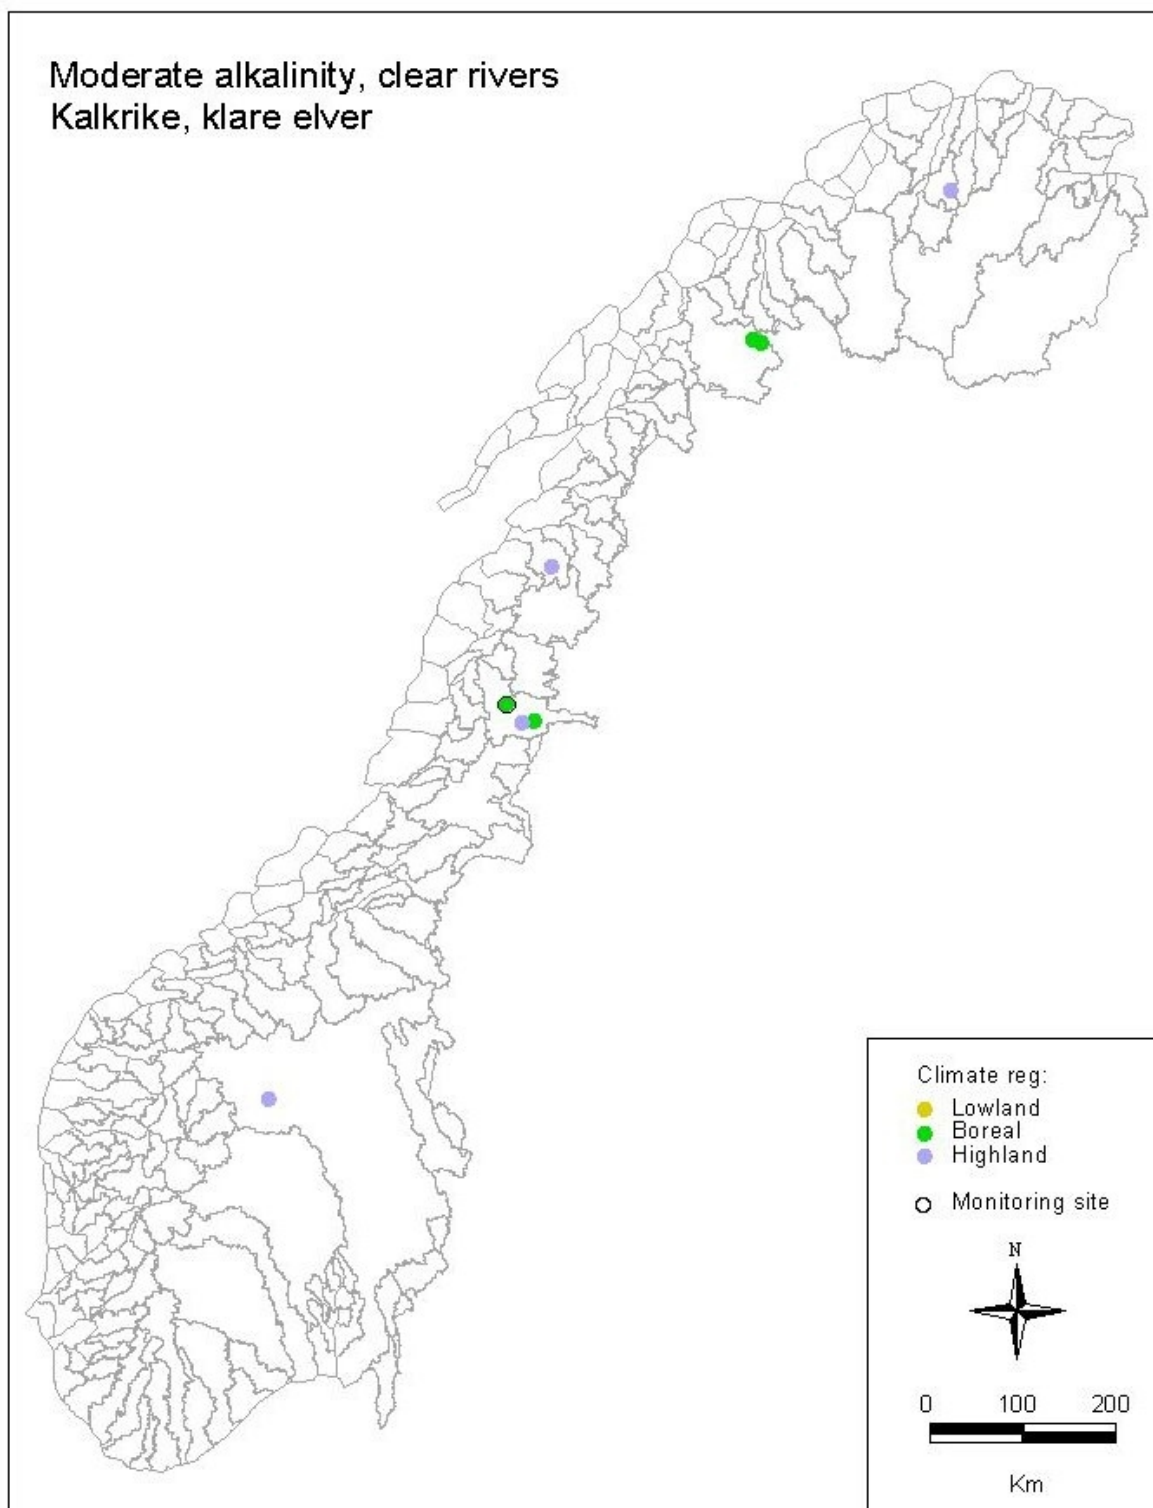 Moderate alkalinity, clear rivers
Kalkrike, klare elver
Climate reg:
Lowland
Boreal
Highland
Monitoring site
N
0 100 200
Km